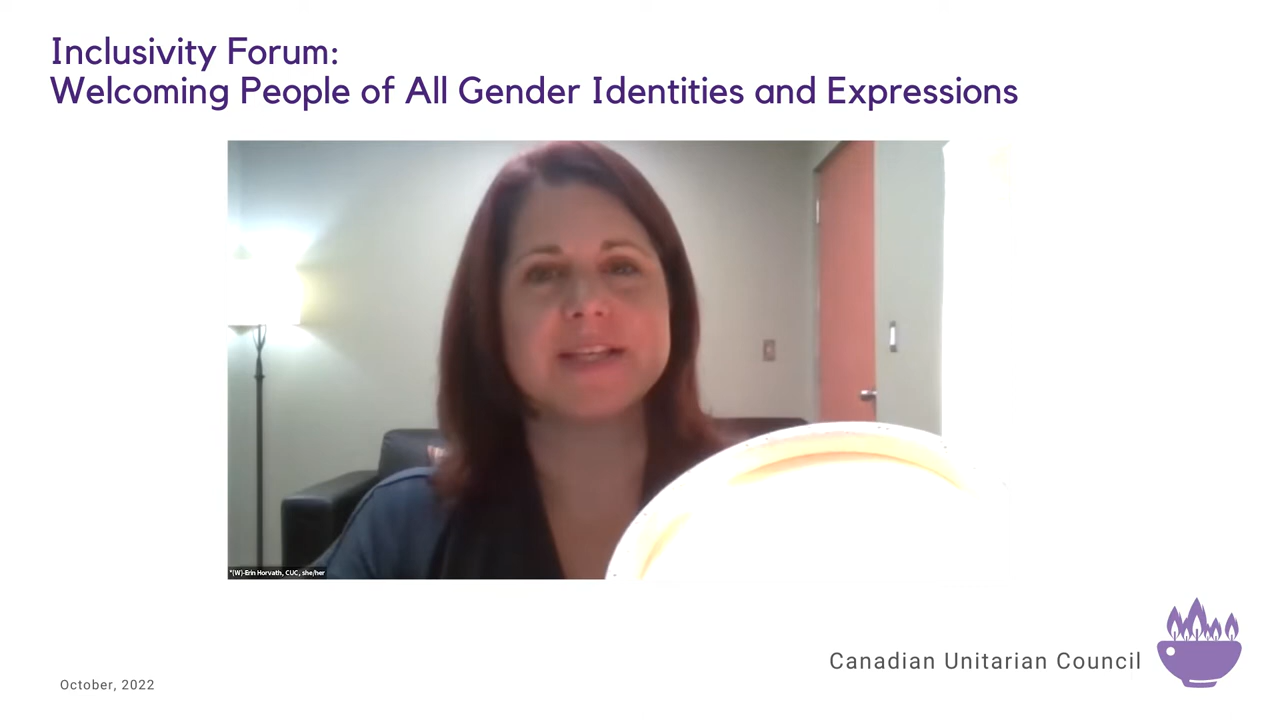 Inclusivity Forum:
Welcoming People of All Gender Identities and Expressions
*(W)-Erin Horvath, CUC, she/her
Canadian Unitarian Council
October, 2022